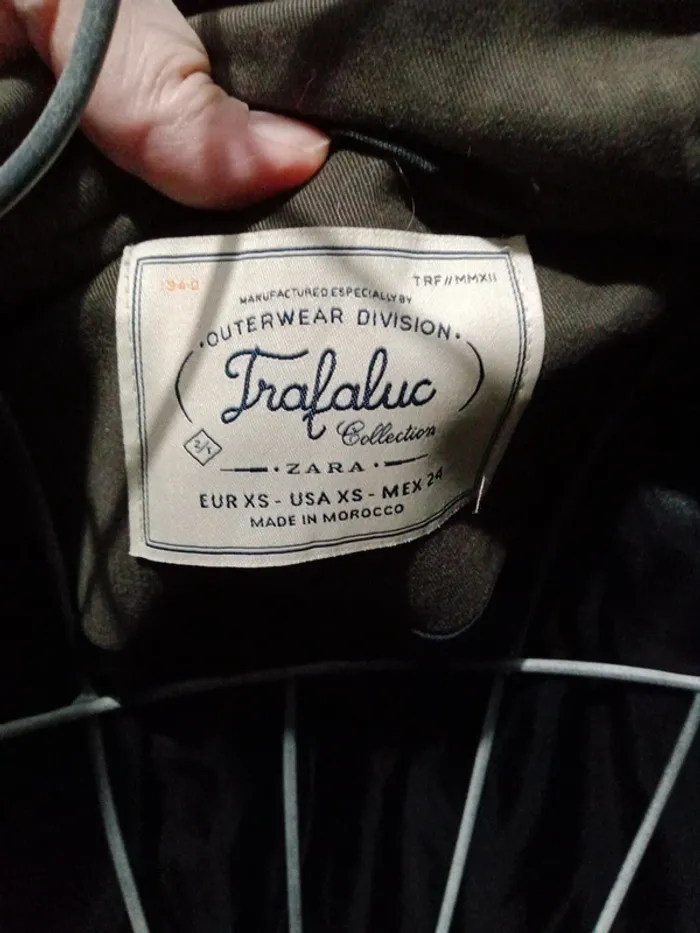 1940
TRF//MMXII
MANUFACTURED ESPECIALLY BY
·OUTERWEAR DIVISION·
Trafaluc
Collection
· ZARA ·
EUR XS - USA XS - MEX 24
MADE IN MOROCCO